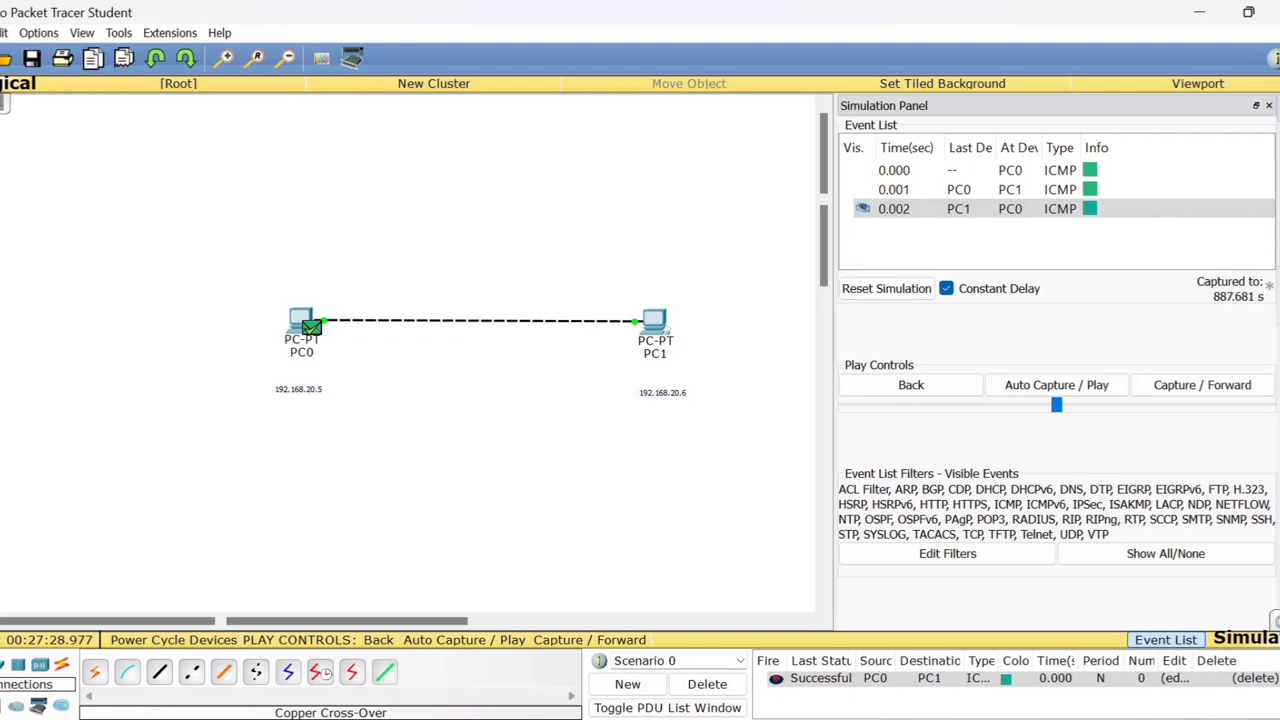 o Packet Tracer Student
it Options View Tools Extensions Help
gical [Root] New Cluster Move Object Set Tiled Background Viewport
Simulation Panel
Event List
Vis. Time(sec) Last De At Dev Type Info
0.000 -- PC0 ICMP
0.001 PC0 PC1 ICMP
0.002 PC1 PC0 ICMP
Reset Simulation Constant Delay Captured to: *
887.681 s
PC-PT
PC0
192.168.20.5
PC-PT
PC1
192.168.20.6
Play Controls
Back Auto Capture / Play Capture / Forward
Event List Filters - Visible Events
ACL Filter, ARP, BGP, CDP, DHCP, DHCPv6, DNS, DTP, EIGRP, EIGRPv6, FTP, H.323,
HSRP, HSRPv6, HTTP, HTTPS, ICMP, ICMPv6, IPSec, ISAKMP, LACP, NDP, NETFLOW,
NTP, OSPF, OSPFv6, PAgP, POP3, RADIUS, RIP, RIPng, RTP, SCCP, SMTP, SNMP, SSH,
STP, SYSLOG, TACACS, TCP, TFTP, Telnet, UDP, VTP
Edit Filters Show All/None
: 00:27:28.977 Power Cycle Devices PLAY CONTROLS: Back Auto Capture / Play Capture / Forward Event List Simula
Scenario 0
New Delete
Toggle PDU List Window
nnections
Copper Cross-Over
Fire Last Statu Sourc Destinatio Type Colo Time(s Period Num Edit Delete
Successful PC0 PC1 IC... 0.000 N 0 (ed... (delete)